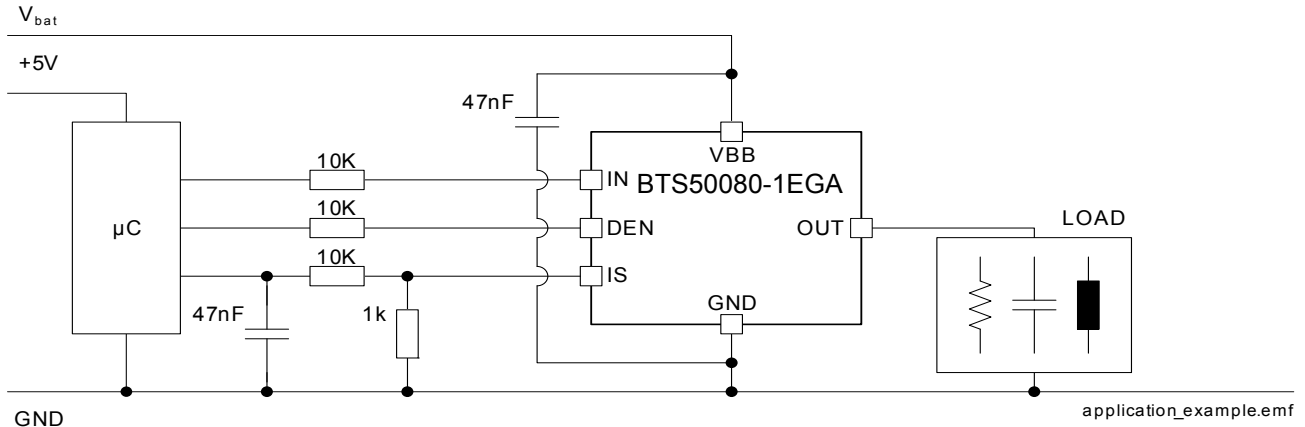 Vbat
+5V
47nF
10K
VBB
IN
BTS50080-1EGA
10K
µC
DEN
OUT
LOAD
10K
IS
47nF
1k
GND
GND
application_example.emf